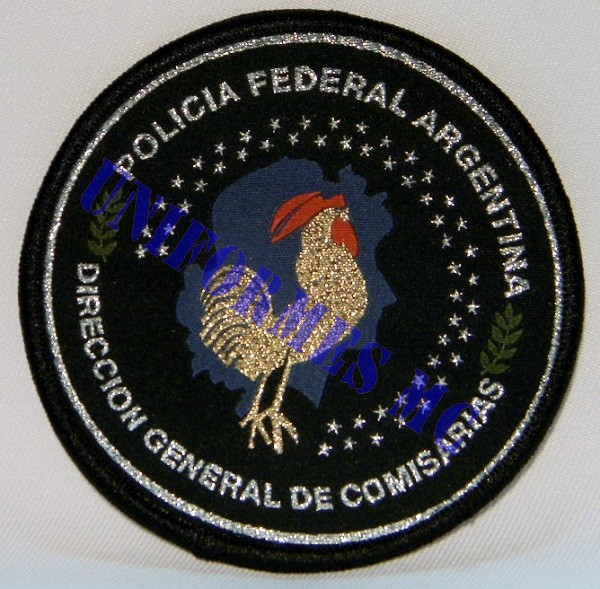 POLICIA FEDERAL ARGENTINA
DIRECCION GENERAL DE COMISARIAS
UNIFORMES MC